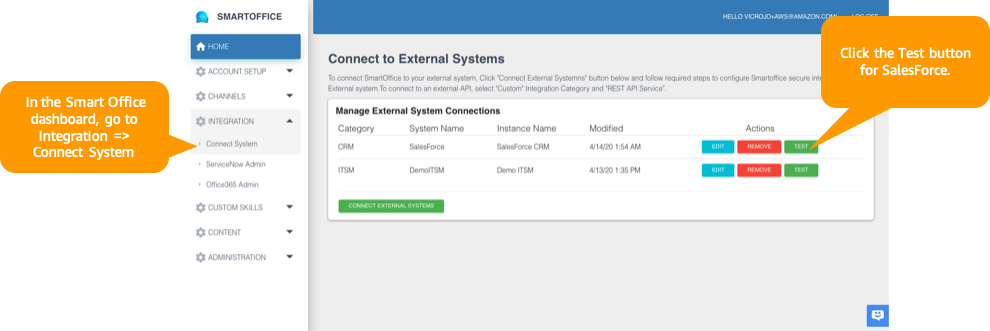 SMARTOFFICE
HELLO VICROJO+AWS@AMAZON.COM!
HOME
ACCOUNT SETUP
CHANNELS
INTEGRATION
Connect System
ServiceNow Admin
Office365 Admin
CUSTOM SKILLS
CONTENT
ADMINISTRATION
In the Smart Office
dashboard, go to
Integration =>
Connect System
Connect to External Systems
To connect SmartOffice to your external system, Click "Connect External Systems" button below and follow required steps to configure Smartoffice secure
External system.To connect to an external API, select "Custom" Integration Category and "REST API Service".
Manage External System Connections
Category System Name Instance Name Modified Actions
CRM SalesForce SalesForce CRM 4/14/20 1:54 AM EDIT REMOVE TEST
ITSM DemoITSM Demo ITSM 4/13/20 1:35 PM EDIT REMOVE TEST
CONNECT EXTERNAL SYSTEMS
Click the Test button
for SalesForce.